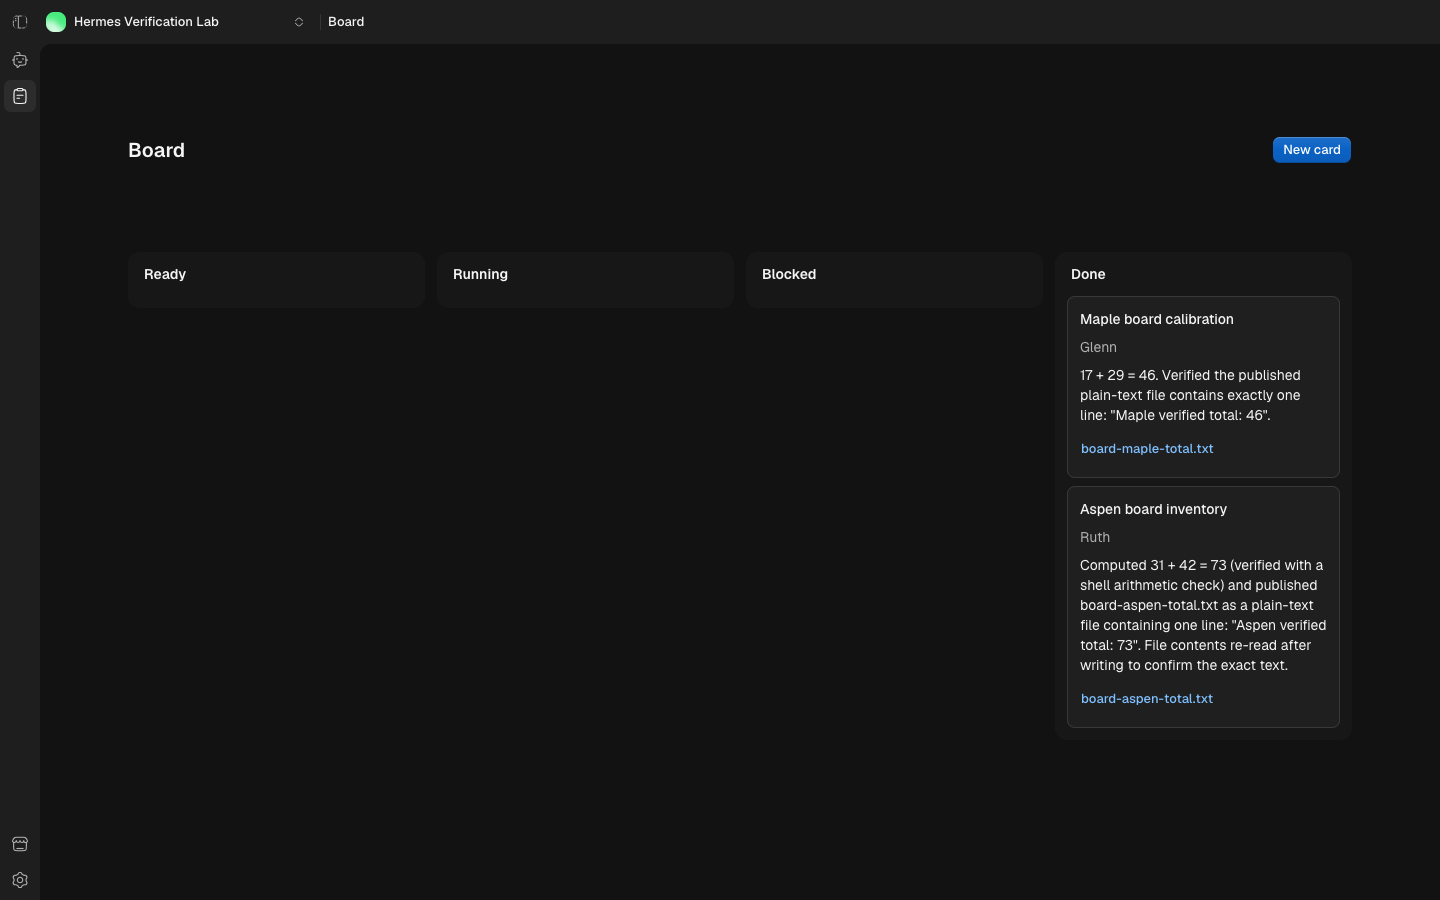 Hermes Verification Lab
Board
Board
New card
Ready
Running
Blocked
Done
Maple board calibration
Glenn
17 + 29 = 46. Verified the published
plain-text file contains exactly one
line: "Maple verified total: 46".
board-maple-total.txt
Aspen board inventory
Ruth
Computed 31 + 42 = 73 (verified with a
shell arithmetic check) and published
board-aspen-total.txt as a plain-text
file containing one line: "Aspen verified
total: 73". File contents re-read after
writing to confirm the exact text.
board-aspen-total.txt